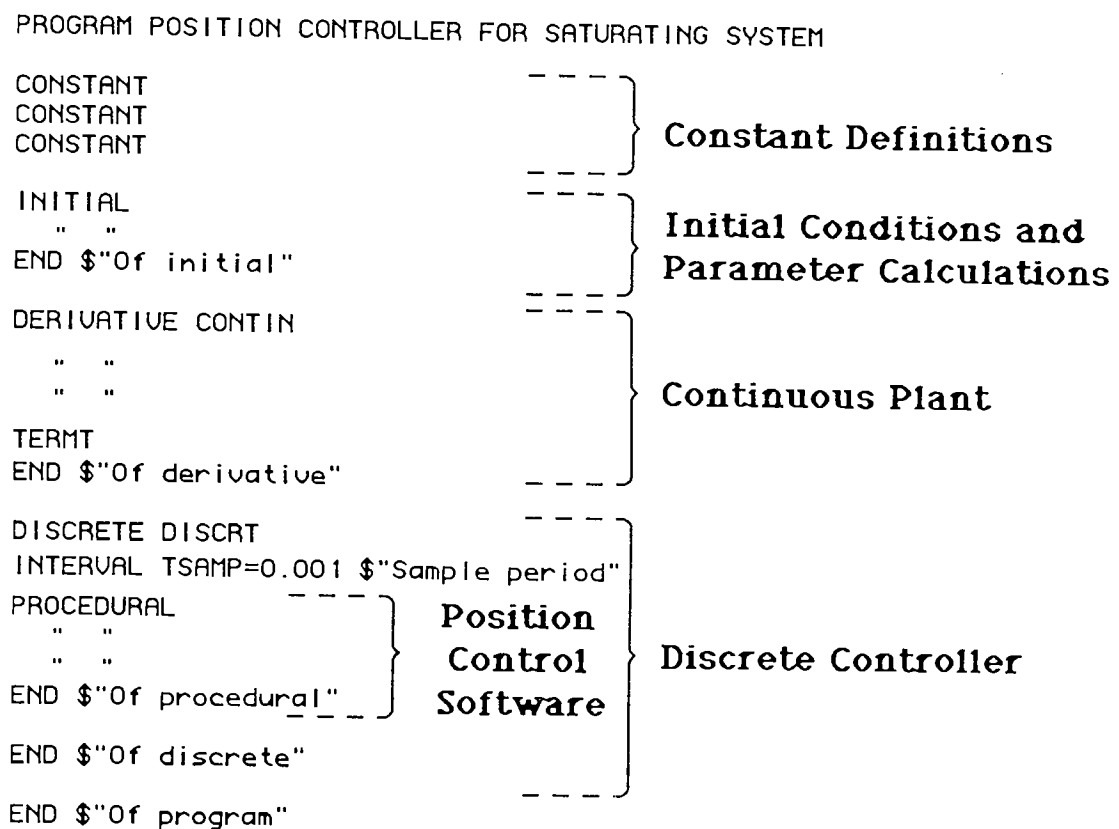 PROGRAM POSITION CONTROLLER FOR SATURATING SYSTEM
CONSTANT
CONSTANT
CONSTANT
Constant Definitions
INITIAL
" "
END $"Of initial"
Initial Conditions and
Parameter Calculations
DERIVATIVE CONTIN
" "
" "
Continuous Plant
TERMT
END $"Of derivative"
DISCRETE DISCRT
INTERVAL TSAMP=0.001 $"Sample period"
PROCEDURAL
" "
" "
END $"Of procedural"
Position
Control
Software
Discrete Controller
END $"Of discrete"
END $"Of program"